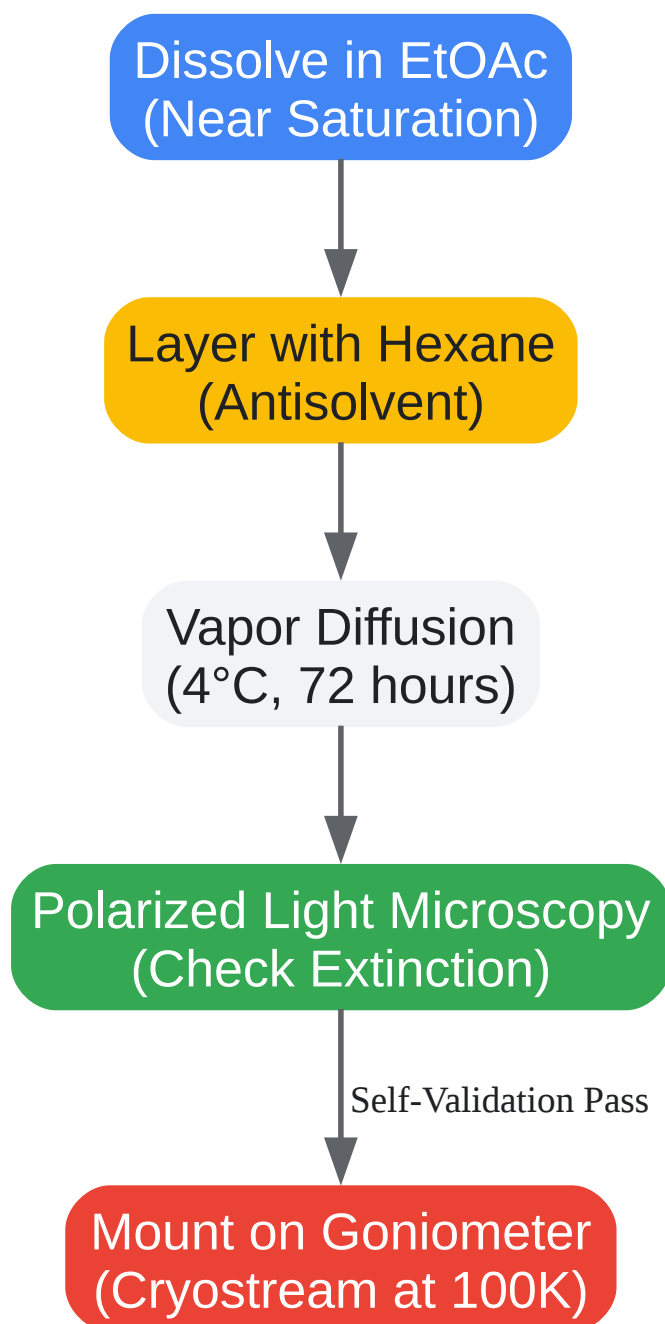 Dissolve in EtOAc
(Near Saturation)
Layer with Hexane
(Antisolvent)
Vapor Diffusion
(4°C, 72 hours)
Polarized Light Microscopy
(Check Extinction)
Self-Validation Pass
Mount on Goniometer
(Cryostream at 100K)